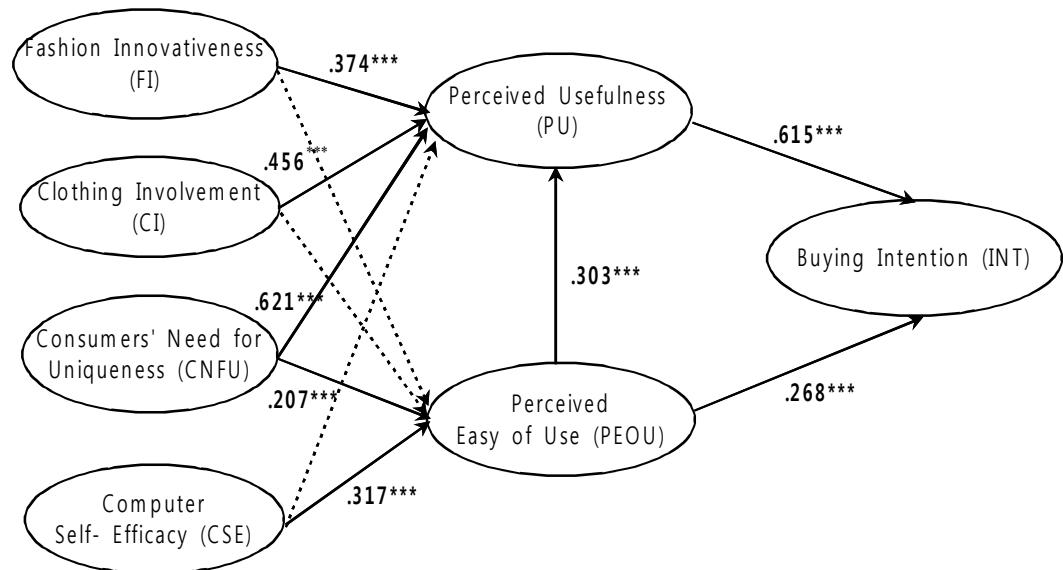 Fashion Innovativeness
(FI)
.374***
Perceived Usefulness
(PU)
.615***
.456***
Clothing Involvement
(CI)
Buying Intention (INT)
.303***
.621***
Consumers' Need for
Uniqueness (CNFU)
.207***
Perceived
Easy of Use (PEOU)
.268***
.317***
Computer
Self- Efficacy (CSE)